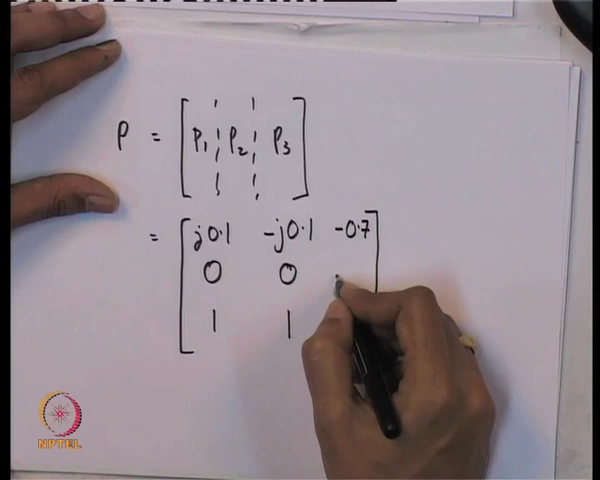 P = [ P₁ ¦ P₂ ¦ P₃ ]
= [ j0.1 -j0.1 -0.7
0 0
1 1
NPTEL